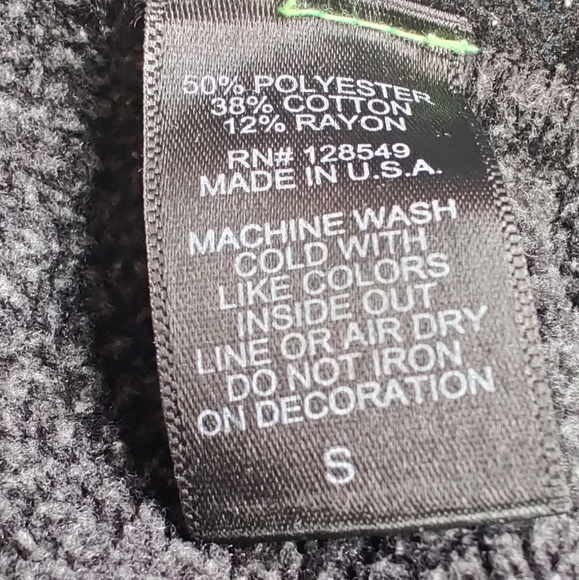 50% POLYESTER
38% COTTON
12% RAYON
RN# 128549
MADE IN U.S.A.
MACHINE WASH
COLD WITH
LIKE COLORS
INSIDE OUT
LINE OR AIR DRY
DO NOT IRON
ON DECORATION
S